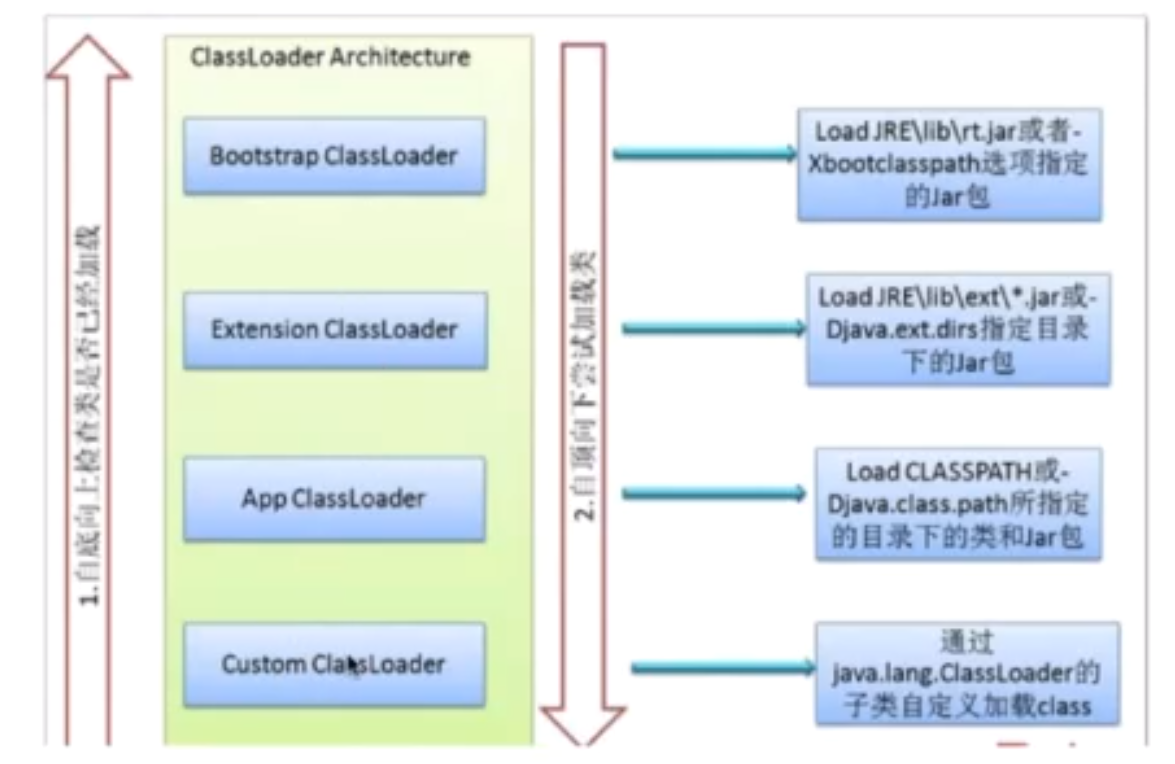 ClassLoader Architecture
1.自底向上检查类是否已经加载
2.自顶向下尝试加载类
Bootstrap ClassLoader
Load JRE\lib\rt.jar或者-
Xbootclasspath选项指定
的Jar包
Extension ClassLoader
Load JRE\lib\ext\*.jar或-
Djava.ext.dirs指定目录
下的Jar包
App ClassLoader
Load CLASSPATH或-
Djava.class.path所指定
的目录下的类和Jar包
Custom ClassLoader
通过
java.lang.ClassLoader的
子类自定义加载class